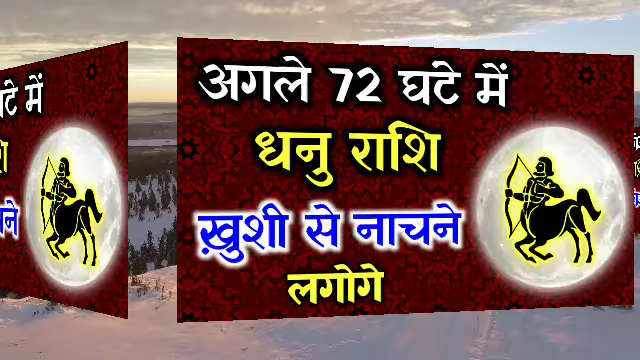 अगले 72 घटे में
धनु राशि
ख़ुशी से नाचने
लगोगे